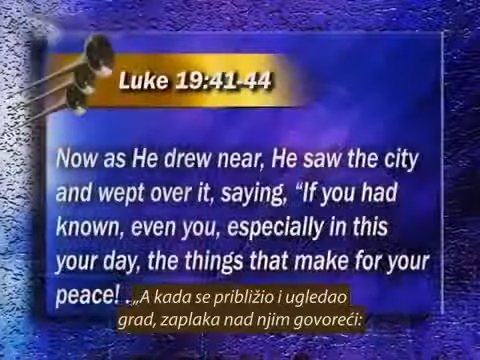 Luke 19:41-44
Now as He drew near, He saw the city
and wept over it, saying, “If you had
known, even you, especially in this
your day, the things that make for your
peace! .
„A kada se približio i ugledao
grad, zaplaka nad njim govoreći: